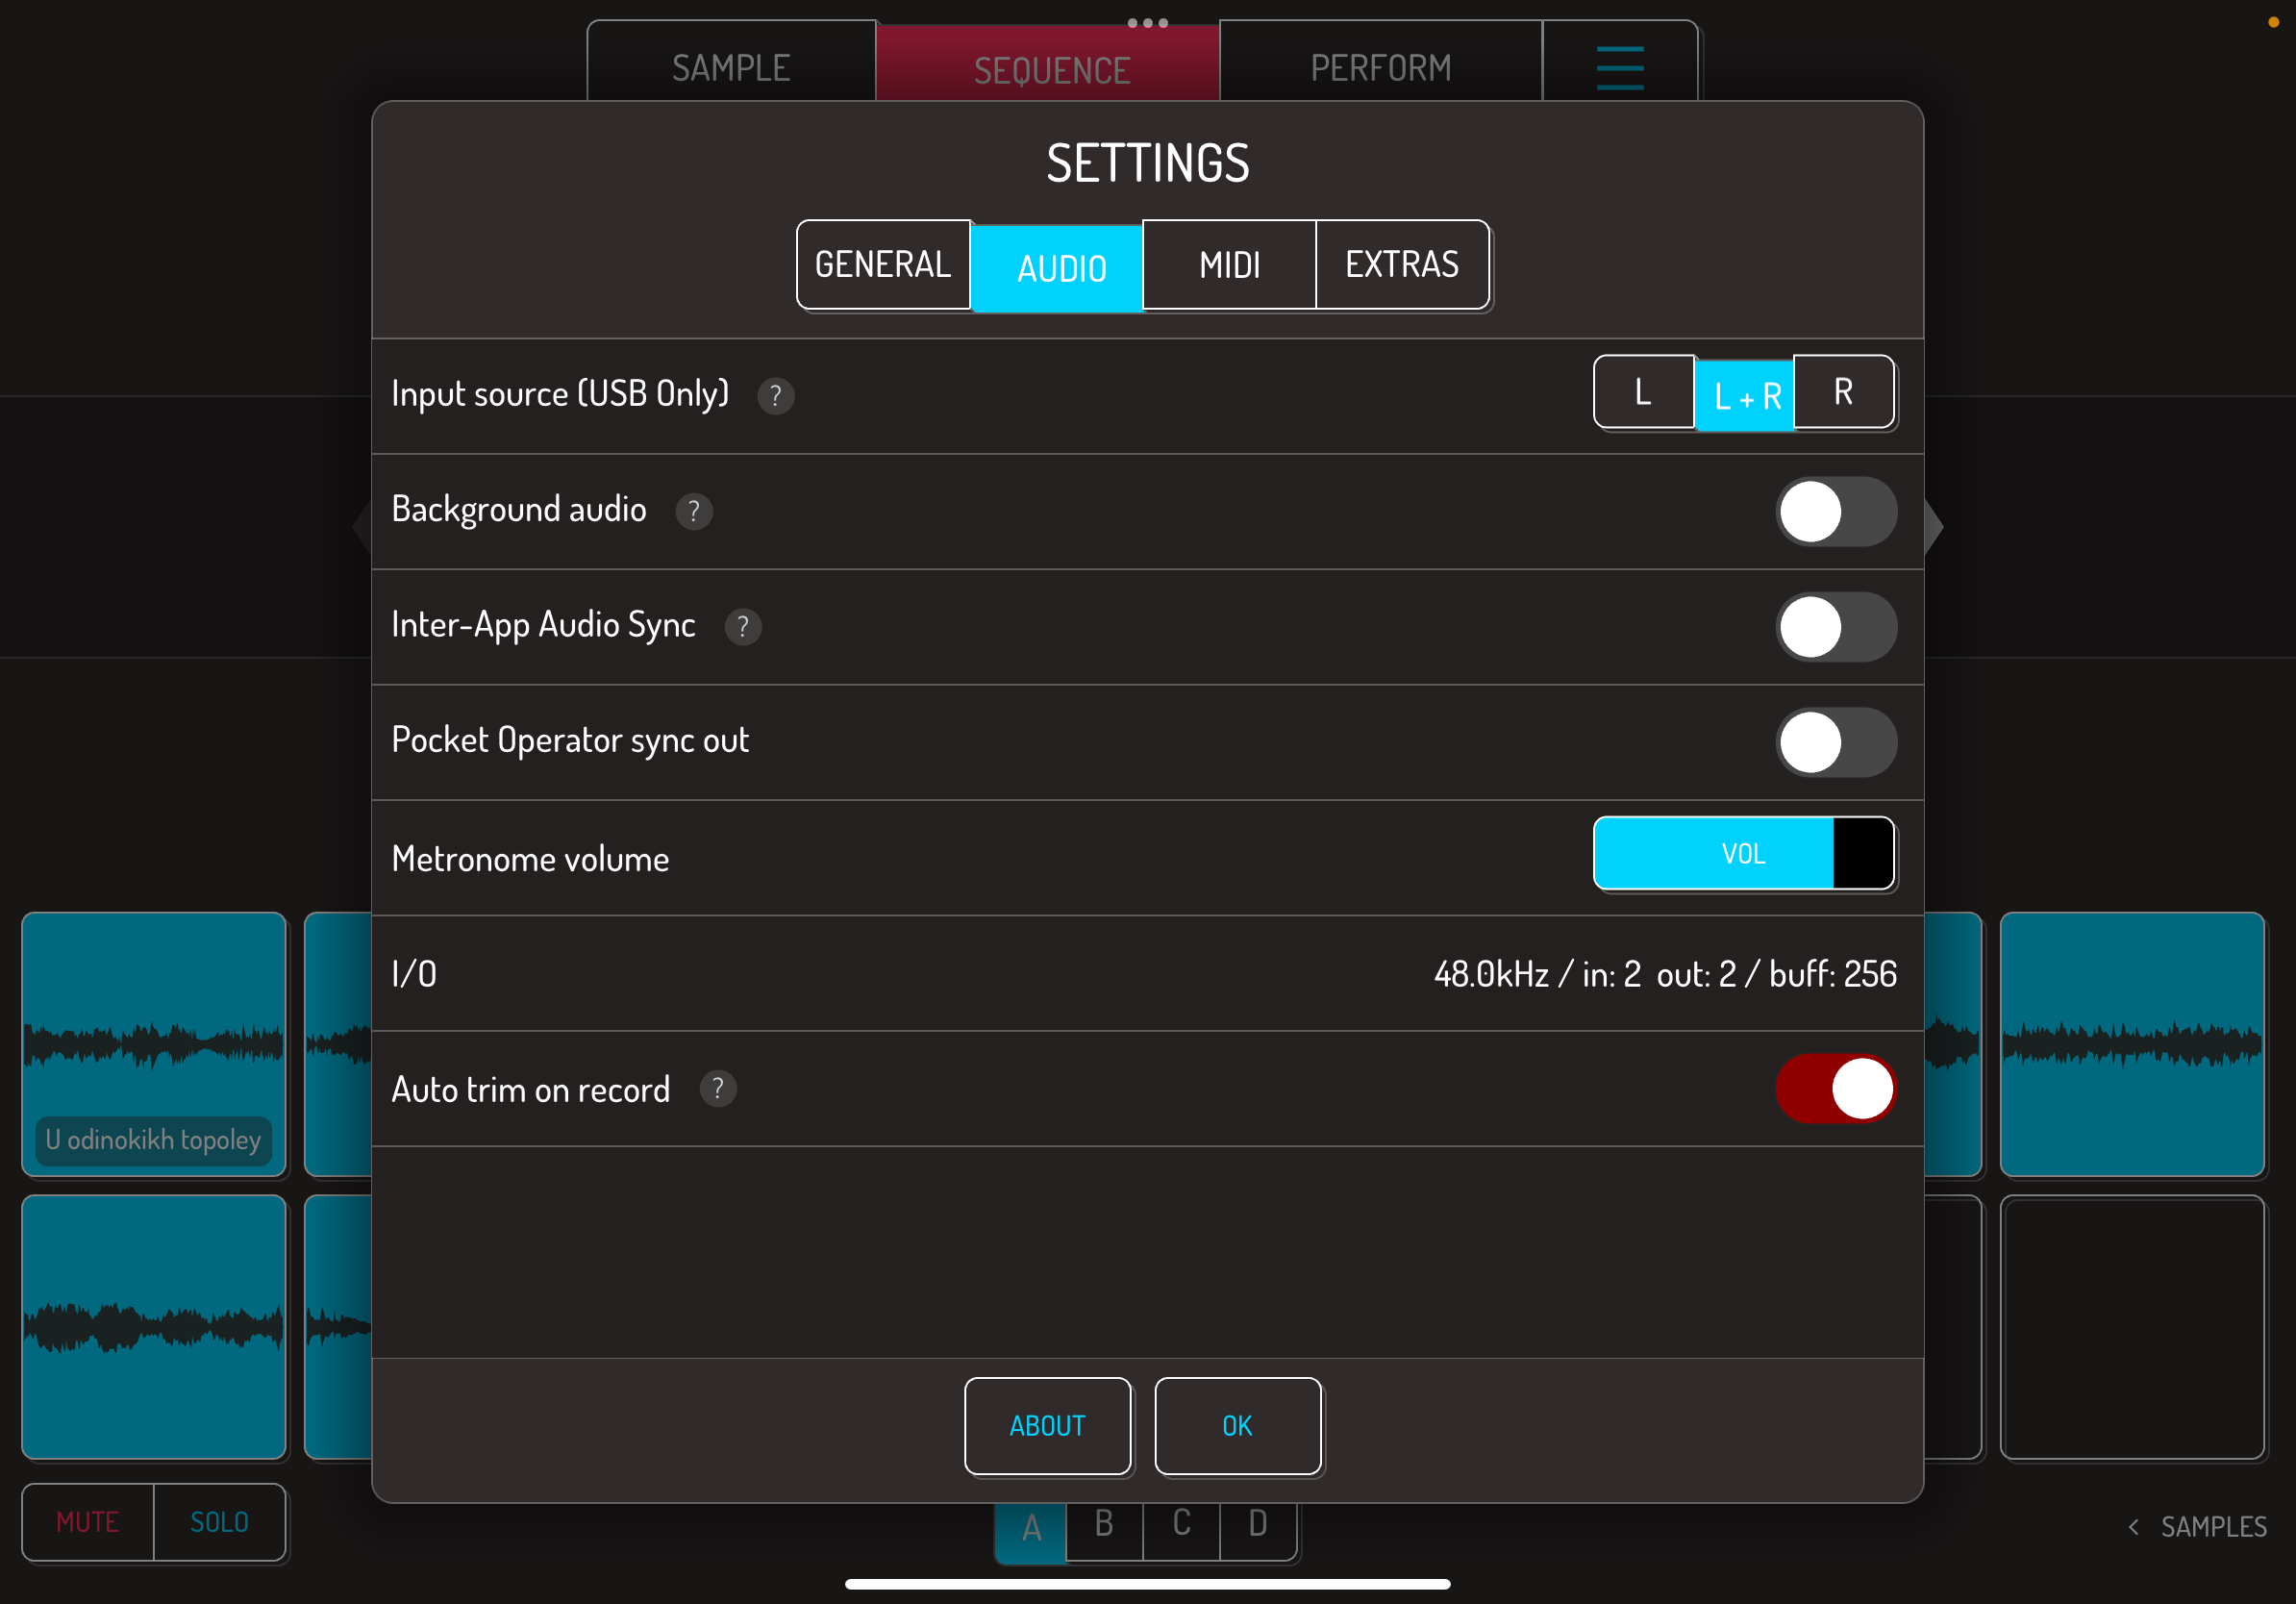 SAMPLE
SEQUENCE
PERFORM
SETTINGS
GENERAL
AUDIO
MIDI
EXTRAS
Input source (USB Only) ?
L
L + R
R
Background audio ?
Inter-App Audio Sync ?
Pocket Operator sync out
Metronome volume
VOL
I/O
48.0kHz / in: 2 out: 2 / buff: 256
Auto trim on record ?
U odinokikh topoley
ABOUT
OK
MUTE
SOLO
A
B
C
D
< SAMPLES